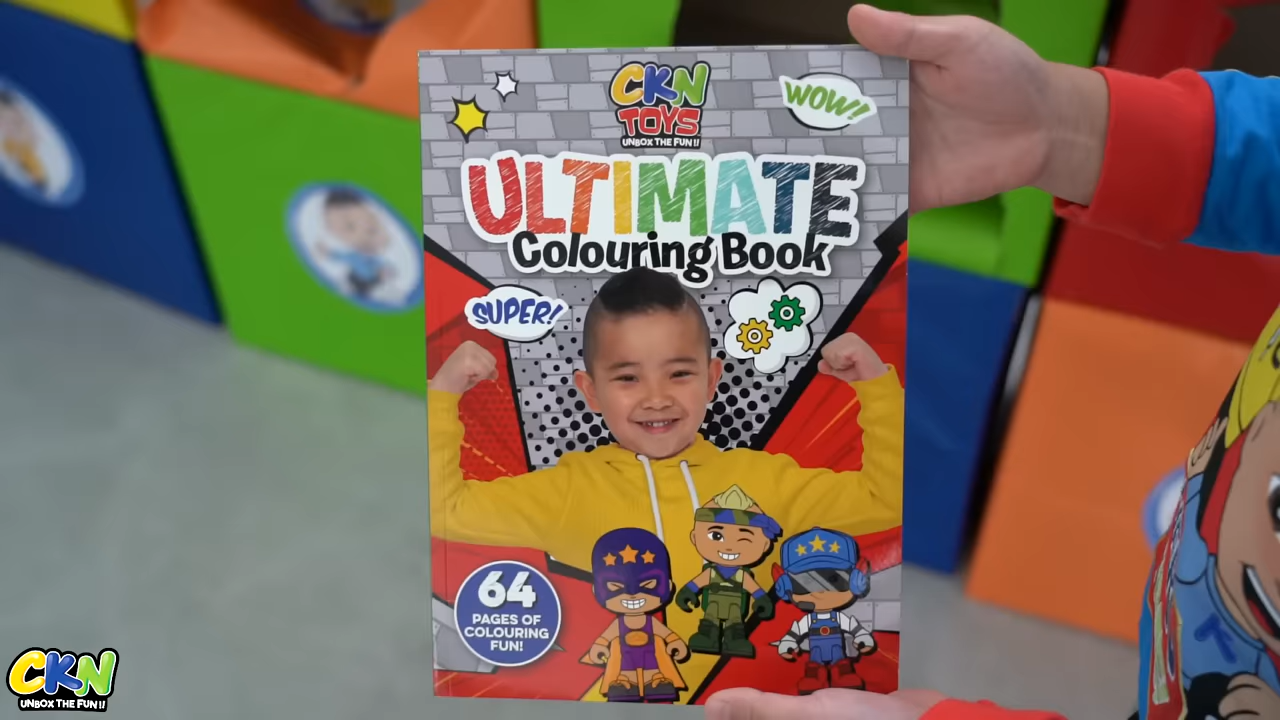 CKN
TOYS
UNBOX THE FUN!!
WOW!
ULTIMATE
Colouring Book
SUPER!
64
PAGES OF
COLOURING
FUN!
CKN
UNBOX THE FUN!!